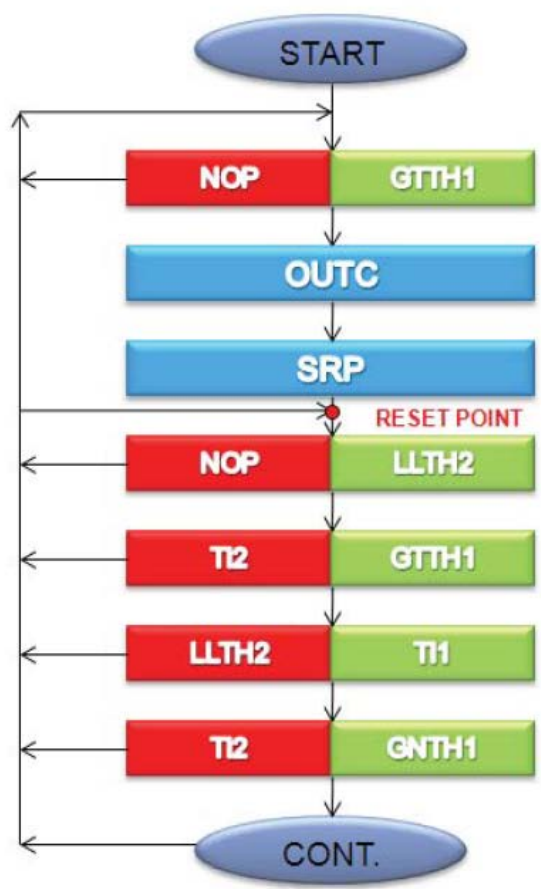 START
NOP GTTH1
OUTC
SRP
RESET POINT
NOP LLTH2
TI2 GTTH1
LLTH2 TI1
TI2 GNTH1
CONT.